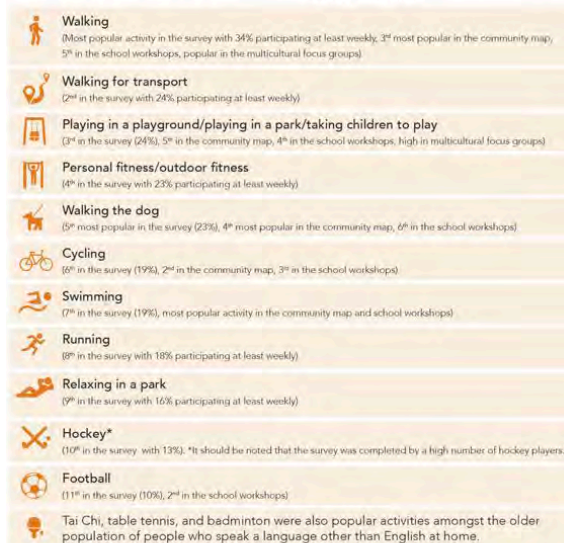 Walking
(Most popular activity in the survey with 34% participating at least weekly, 3rd most popular in the community map,
5th in the school workshops, popular in the multicultural focus groups)
Walking for transport
(2nd in the survey with 24% participating at least weekly)
Playing in a playground/playing in a park/taking children to play
(3rd in the survey (24%), 5th in the community map, 4th in the school workshops, high in multicultural focus groups)
Personal fitness/outdoor fitness
(4th in the survey with 23% participating at least weekly)
Walking the dog
(5th most popular in the survey (23%), 4th most popular in the community map, 6th in the school workshops)
Cycling
(6th in the survey (19%), 2nd in the community map, 3rd in the school workshops)
Swimming
(7th in the survey (19%), most popular activity in the community map and school workshops)
Running
(8th in the survey with 18% participating at least weekly)
Relaxing in a park
(9th in the survey with 16% participating at least weekly)
Hockey*
(10th in the survey with 13%). *It should be noted that the survey was completed by a high number of hockey players.
Football
(11th in the survey (10%), 2nd in the school workshops)
Tai Chi, table tennis, and badminton were also popular activities amongst the older
population of people who speak a language other than English at home.